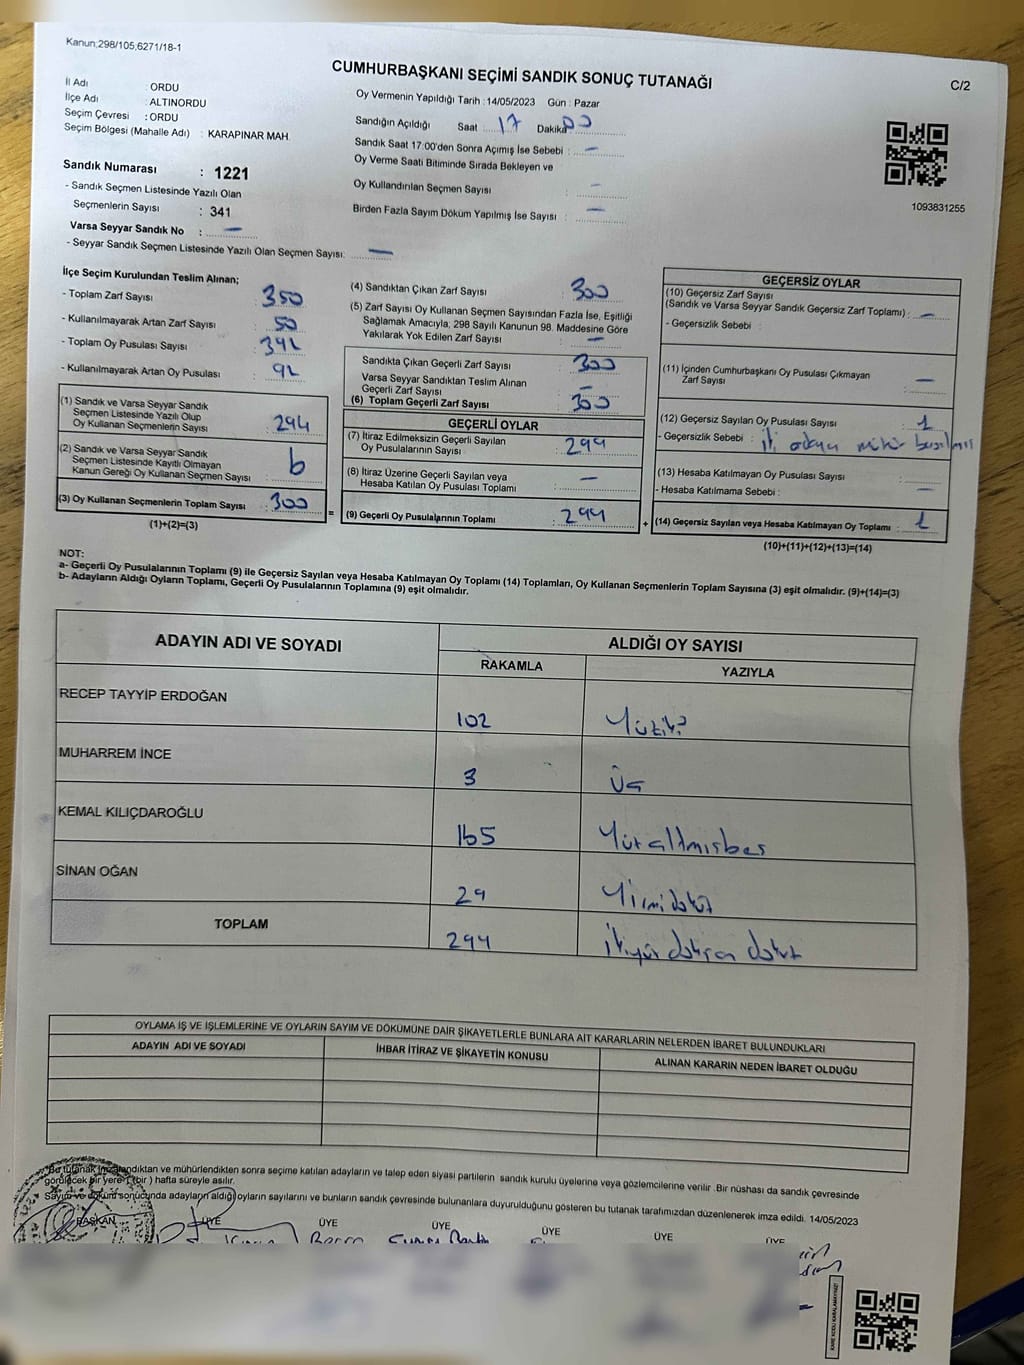 Kanun;298/105;6271/18-1
CUMHURBAŞKANI SEÇİMİ SANDIK SONUÇ TUTANAĞI
C/2
İl Adı : ORDU
İlçe Adı : ALTINORDU
Seçim Çevresi : ORDU
Seçim Bölgesi (Mahalle Adı) : KARAPINAR MAH.
Oy Vermenin Yapıldığı Tarih : 14/05/2023 Gün : Pazar
Sandığın Açıldığı Saat 17 Dakika 00
Sandık Saat 17:00'den Sonra Açımış İse Sebebi : —
Oy Verme Saati Bitiminde Sırada Bekleyen ve
Oy Kullandırılan Seçmen Sayısı : —
Birden Fazla Sayım Döküm Yapılmış İse Sayısı : —
1093831255
Sandık Numarası : 1221
- Sandık Seçmen Listesinde Yazılı Olan
Seçmenlerin Sayısı : 341
Varsa Seyyar Sandık No : —
- Seyyar Sandık Seçmen Listesinde Yazılı Olan Seçmen Sayısı: —
İlçe Seçim Kurulundan Teslim Alınan;
- Toplam Zarf Sayısı : 350
- Kullanılmayarak Artan Zarf Sayısı : 50
- Toplam Oy Pusulası Sayısı : 392
- Kullanılmayarak Artan Oy Pusulası : 92
(1) Sandık ve Varsa Seyyar Sandık
Seçmen Listesinde Yazılı Olup
Oy Kullanan Seçmenlerin Sayısı : 294
(2) Sandık ve Varsa Seyyar Sandık
Seçmen Listesinde Kayıtlı Olmayan
Kanun Gereği Oy Kullanan Seçmen Sayısı : 6
(3) Oy Kullanan Seçmenlerin Toplam Sayısı : 300
(1)+(2)=(3)
(4) Sandıktan Çıkan Zarf Sayısı : 300
(5) Zarf Sayısı Oy Kullanan Seçmen Sayısından Fazla İse, Eşitliği
Sağlamak Amacıyla, 298 Sayılı Kanunun 98. Maddesine Göre
Yakılarak Yok Edilen Zarf Sayısı : —
Sandıkta Çıkan Geçerli Zarf Sayısı : 300
Varsa Seyyar Sandıktan Teslim Alınan
Geçerli Zarf Sayısı : —
(6) Toplam Geçerli Zarf Sayısı : 300
GEÇERLİ OYLAR
(7) İtiraz Edilmeksizin Geçerli Sayılan
Oy Pusulalarının Sayısı : 299
(8) İtiraz Üzerine Geçerli Sayılan veya
Hesaba Katılan Oy Pusulası Toplamı : —
= (9) Geçerli Oy Pusulalarının Toplamı : 299
GEÇERSİZ OYLAR
(10) Geçersiz Zarf Sayısı
(Sandık ve Varsa Seyyar Sandık Geçersiz Zarf Toplamı) : —
- Geçersizlik Sebebi :
(11) İçinden Cumhurbaşkanı Oy Pusulası Çıkmayan
Zarf Sayısı : —
(12) Geçersiz Sayılan Oy Pusulası Sayısı : 1
- Geçersizlik Sebebi : iki adaya mühür basılmış
(13) Hesaba Katılmayan Oy Pusulası Sayısı :
- Hesaba Katılmama Sebebi : —
+ (14) Geçersiz Sayılan veya Hesaba Katılmayan Oy Toplamı : 1
(10)+(11)+(12)+(13)=(14)
NOT:
a- Geçerli Oy Pusulalarının Toplamı (9) ile Geçersiz Sayılan veya Hesaba Katılmayan Oy Toplamı (14) Toplamları, Oy Kullanan Seçmenlerin Toplam Sayısına (3) eşit olmalıdır. (9)+(14)=(3)
b- Adayların Aldığı Oyların Toplamı, Geçerli Oy Pusulalarının Toplamına (9) eşit olmalıdır.
ADAYIN ADI VE SOYADI
ALDIĞI OY SAYISI
RAKAMLA YAZIYLA
RECEP TAYYİP ERDOĞAN 102 Yüziki
MUHARREM İNCE 3 Üç
KEMAL KILIÇDAROĞLU 165 Yüzaltmışbeş
SİNAN OĞAN 29 Yirmidokuz
TOPLAM 299 İkiyüz doksan dokuz
OYLAMA İŞ VE İŞLEMLERİNE VE OYLARIN SAYIM VE DÖKÜMÜNE DAİR ŞİKAYETLERLE BUNLARA AİT KARARLARIN NELERDEN İBARET BULUNDUKLARI
ADAYIN ADI VE SOYADI İHBAR İTİRAZ VE ŞİKAYETİN KONUSU ALINAN KARARIN NEDEN İBARET OLDUĞU
Bu tutanak imzalandıktan ve mühürlendikten sonra seçime katılan adayların ve talep eden siyasi partilerin sandık kurulu üyelerine veya gözlemcilerine verilir .Bir nüshası da sandık çevresinde
görülecek bir yere 1 (bir ) hafta süreyle asılır.
Sayım ve döküm sonucunda adayların aldığı oyların sayılarını ve bunların sandık çevresinde bulunanlara duyurulduğunu gösteren bu tutanak tarafımızdan düzenlenerek imza edildi. 14/05/2023
BAŞKAN ÜYE ÜYE ÜYE ÜYE ÜYE ÜYE
KARE KODU KARALAMAYINIZ!